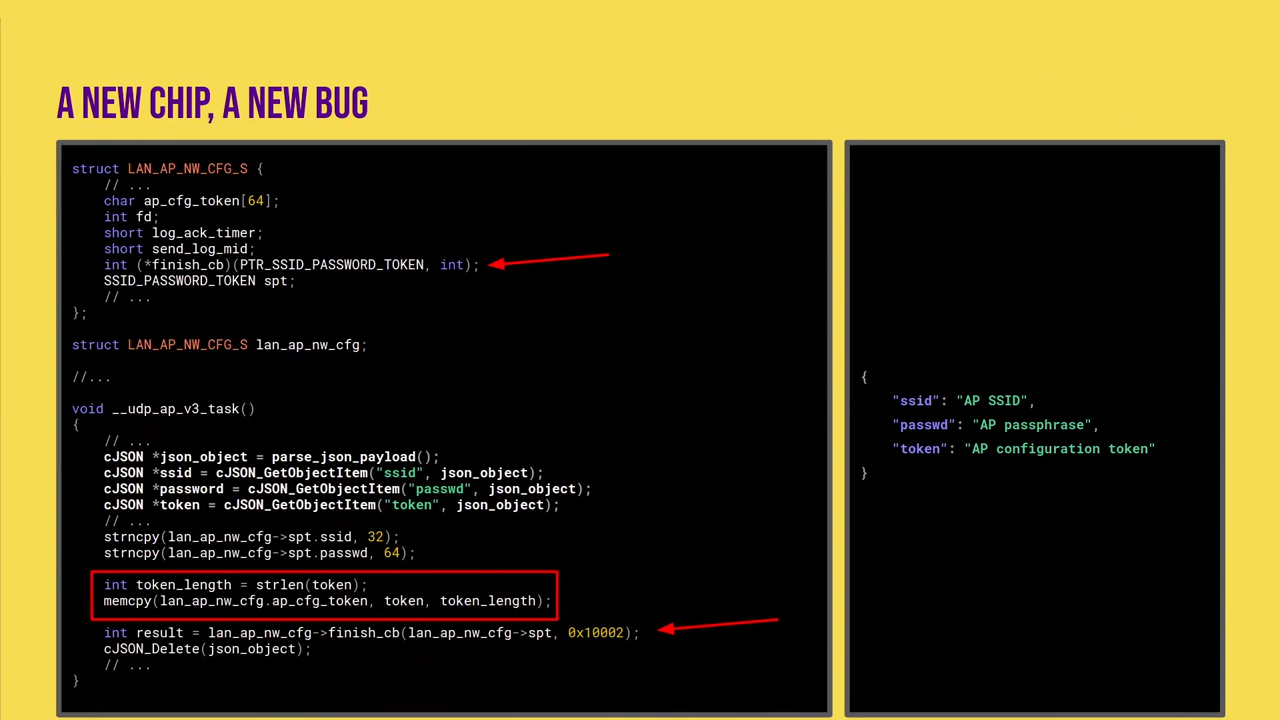 A NEW CHIP, A NEW BUG
struct LAN_AP_NW_CFG_S {
// ...
char ap_cfg_token[64];
int fd;
short log_ack_timer;
short send_log_mid;
int (*finish_cb)(PTR_SSID_PASSWORD_TOKEN, int);
SSID_PASSWORD_TOKEN spt;
// ...
};
struct LAN_AP_NW_CFG_S lan_ap_nw_cfg;
//...
void __udp_ap_v3_task()
{
// ...
cJSON *json_object = parse_json_payload();
cJSON *ssid = cJSON_GetObjectItem("ssid", json_object);
cJSON *password = cJSON_GetObjectItem("passwd", json_object);
cJSON *token = cJSON_GetObjectItem("token", json_object);
// ...
strncpy(lan_ap_nw_cfg->spt.ssid, 32);
strncpy(lan_ap_nw_cfg->spt.passwd, 64);
int token_length = strlen(token);
memcpy(lan_ap_nw_cfg.ap_cfg_token, token, token_length);
int result = lan_ap_nw_cfg->finish_cb(lan_ap_nw_cfg->spt, 0x10002);
cJSON_Delete(json_object);
// ...
}
{
"ssid": "AP SSID",
"passwd": "AP passphrase",
"token": "AP configuration token"
}